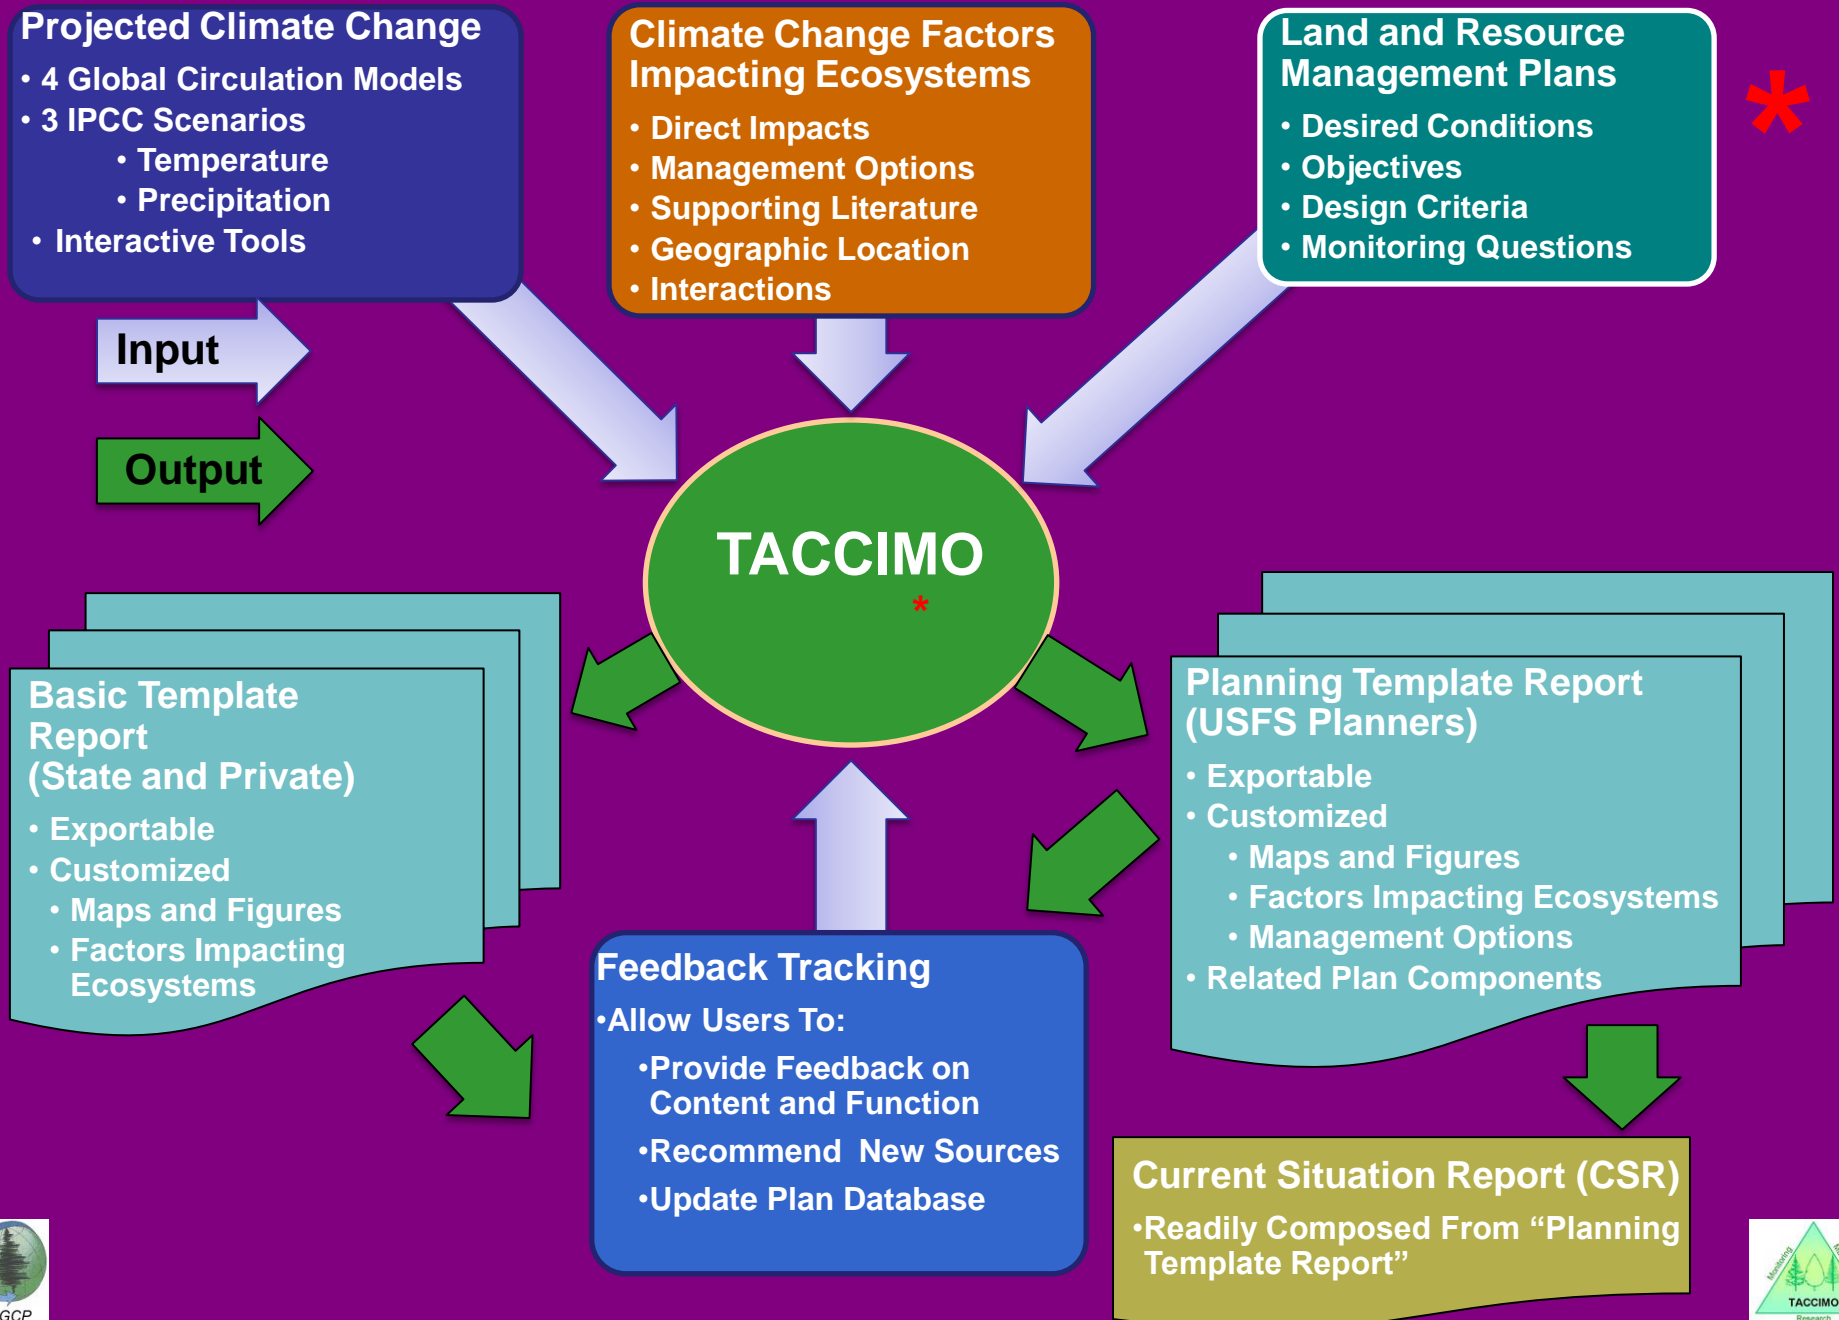 Projected Climate Change
• 4 Global Circulation Models
• 3 IPCC Scenarios
• Temperature
• Precipitation
• Interactive Tools
Climate Change Factors
Impacting Ecosystems
• Direct Impacts
• Management Options
• Supporting Literature
• Geographic Location
• Interactions
Land and Resource
Management Plans
• Desired Conditions
• Objectives
• Design Criteria
• Monitoring Questions
*
Input
Output
TACCIMO
*
Basic Template
Report
(State and Private)
• Exportable
• Customized
• Maps and Figures
• Factors Impacting
Ecosystems
Planning Template Report
(USFS Planners)
• Exportable
• Customized
• Maps and Figures
• Factors Impacting Ecosystems
• Management Options
• Related Plan Components
Feedback Tracking
•Allow Users To:
•Provide Feedback on
Content and Function
•Recommend New Sources
•Update Plan Database
Current Situation Report (CSR)
•Readily Composed From “Planning
Template Report”
GCP
Monitoring
TACCIMO
Research